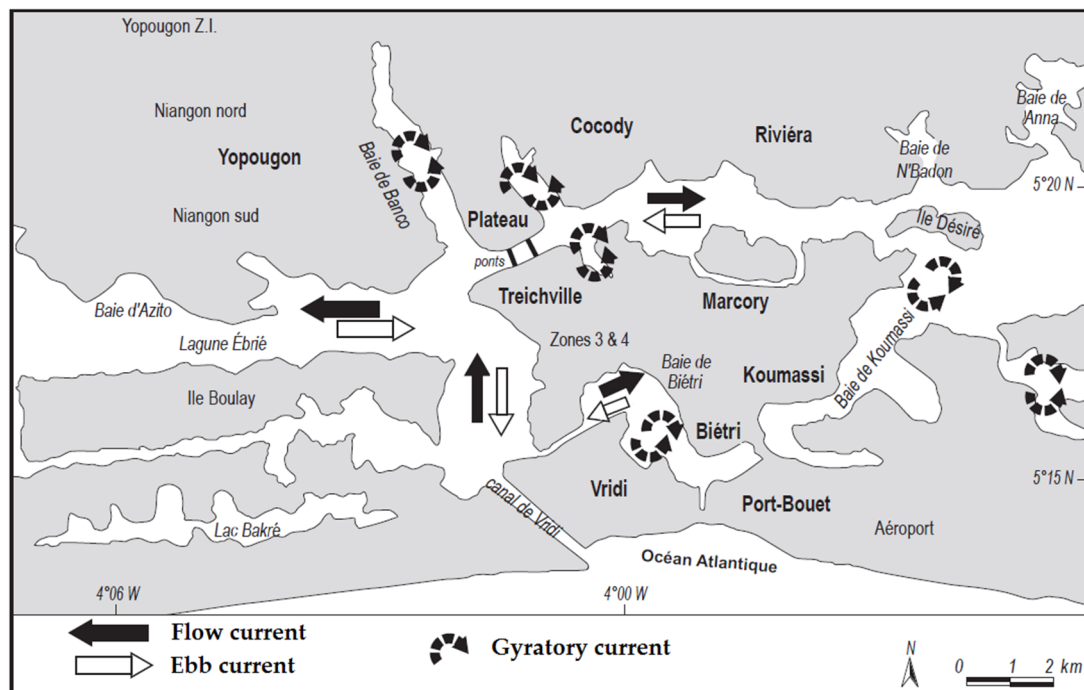 Yopougon Z.I.
Niangon nord
Yopougon
Niangon sud
Baie de Banco
Cocody
Riviéra
Baie de
N'Badon
Baie de
'Anna
5°20 N
Plateau
ponts
Ile Désiré
Treichville
Marcory
Baie d'Azito
Lagune Ébrié
Zones 3 & 4
Baie de
Biétri
Koumassi
Baie de Koumassi
Ile Boulay
Biétri
Vridi
5°15 N
canal de Vridi
Port-Bouet
Lac Bakré
Aéroport
Océan Atlantique
4°06 W
4°00 W
Flow current
Ebb current
Gyratory current
N
0 1 2 km